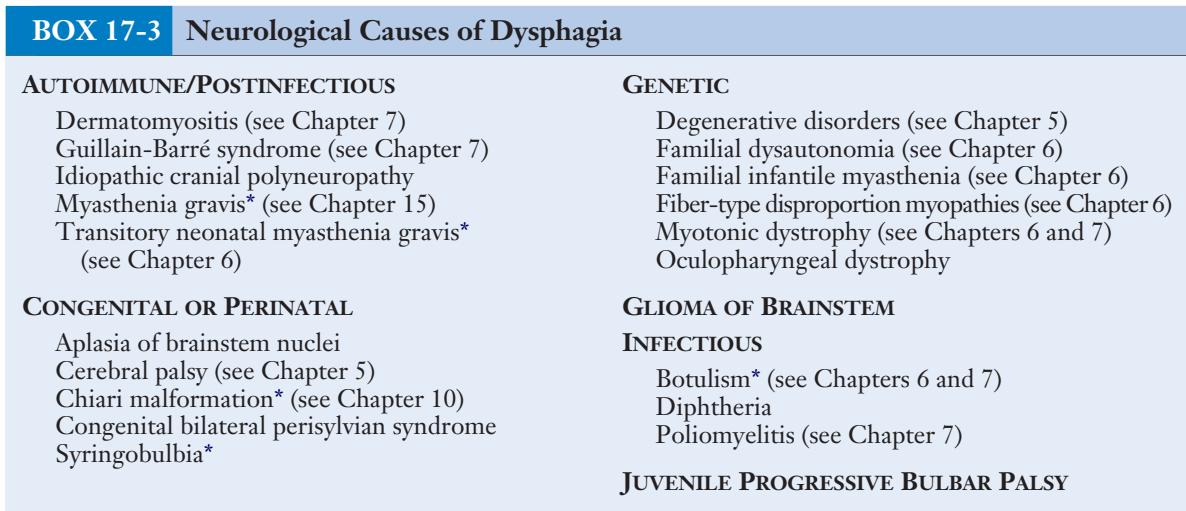 BOX 17-3 Neurological Causes of Dysphagia
AUTOIMMUNE/POSTINFECTIOUS
Dermatomyositis (see Chapter 7)
Guillain-Barré syndrome (see Chapter 7)
Idiopathic cranial polyneuropathy
Myasthenia gravis* (see Chapter 15)
Transitory neonatal myasthenia gravis*
(see Chapter 6)
CONGENITAL OR PERINATAL
Aplasia of brainstem nuclei
Cerebral palsy (see Chapter 5)
Chiari malformation* (see Chapter 10)
Congenital bilateral perisylvian syndrome
Syringobulbia*
GENETIC
Degenerative disorders (see Chapter 5)
Familial dysautonomia (see Chapter 6)
Familial infantile myasthenia (see Chapter 6)
Fiber-type disproportion myopathies (see Chapter 6)
Myotonic dystrophy (see Chapters 6 and 7)
Oculopharyngeal dystrophy
GLIOMA OF BRAINSTEM
INFECTIOUS
Botulism* (see Chapters 6 and 7)
Diphtheria
Poliomyelitis (see Chapter 7)
JUVENILE PROGRESSIVE BULBAR PALSY